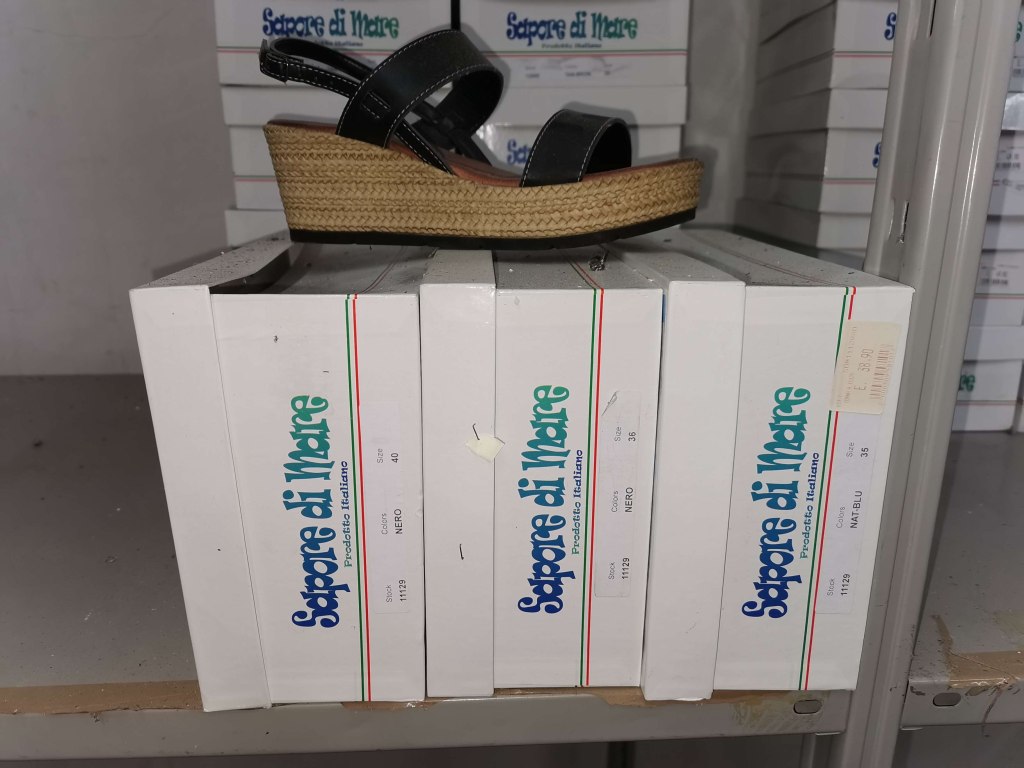 Sapore di Mare
Sapore di Mare
Prodotto Italiano
Sapore di Mare
Prodotto Italiano
Size
40
Colors
NERO
Stock
11129
Sapore di Mare
Prodotto Italiano
Size
36
Colors
NERO
Stock
11129
Sapore di Mare
Prodotto Italiano
Size
35
Colors
NAT-BLU
Stock
11129